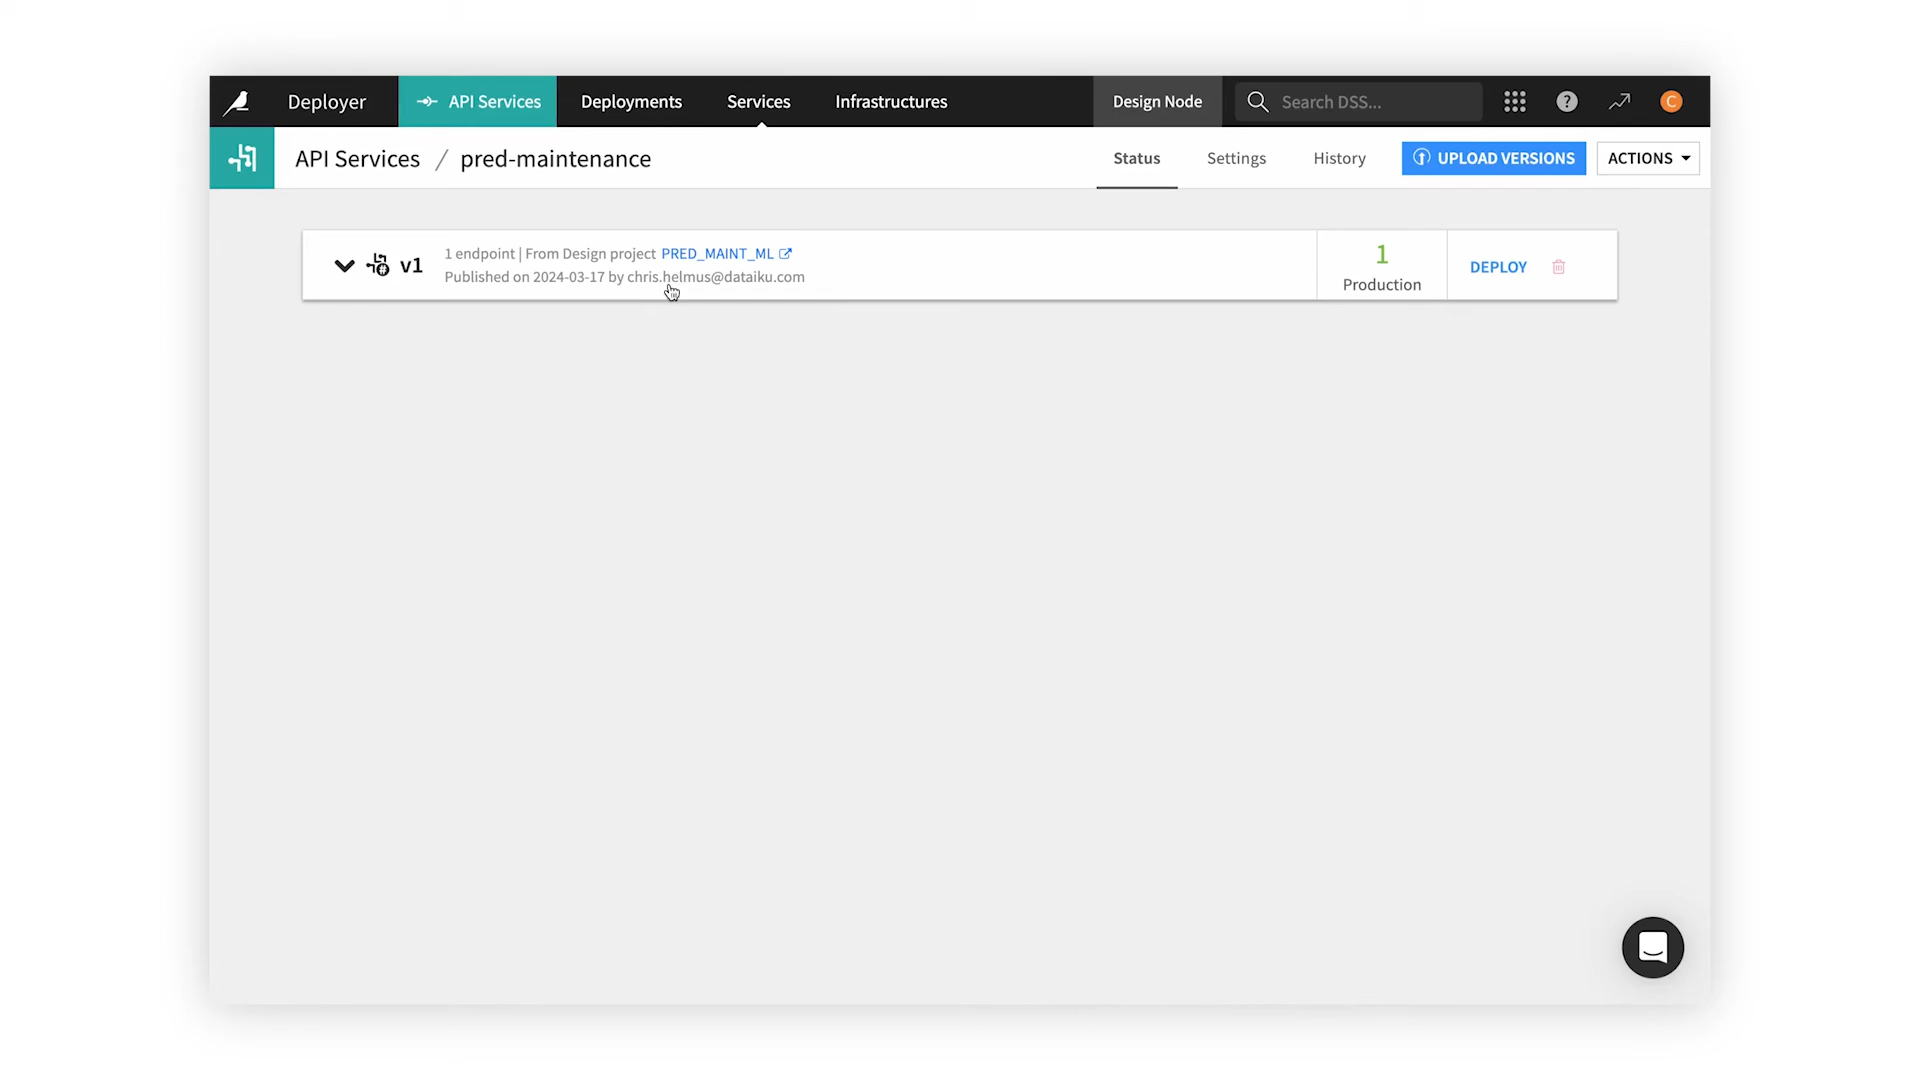 Deployer API Services Deployments Services Infrastructures Design Node Search DSS... ? C
API Services / pred-maintenance Status Settings History UPLOAD VERSIONS ACTIONS
v1 1 endpoint | From Design project PRED_MAINT_ML 1 DEPLOY
Published on 2024-03-17 by chris.helmus@dataiku.com Production